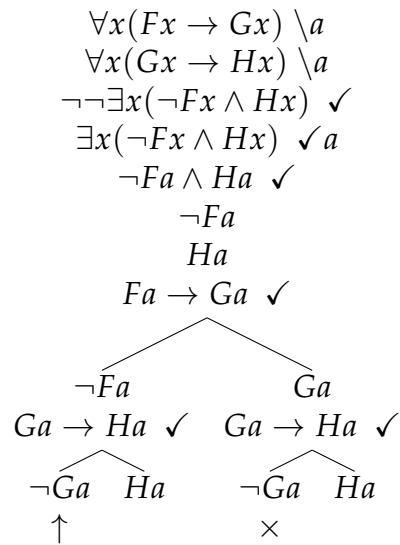 ∀x(Fx → Gx) \a
∀x(Gx → Hx) \a
¬¬∃x(¬Fx ∧ Hx) ✓
∃x(¬Fx ∧ Hx) ✓a
¬Fa ∧ Ha ✓
¬Fa
Ha
Fa → Ga ✓
¬Fa Ga
Ga → Ha ✓ Ga → Ha ✓
¬Ga Ha ¬Ga Ha
↑ ×